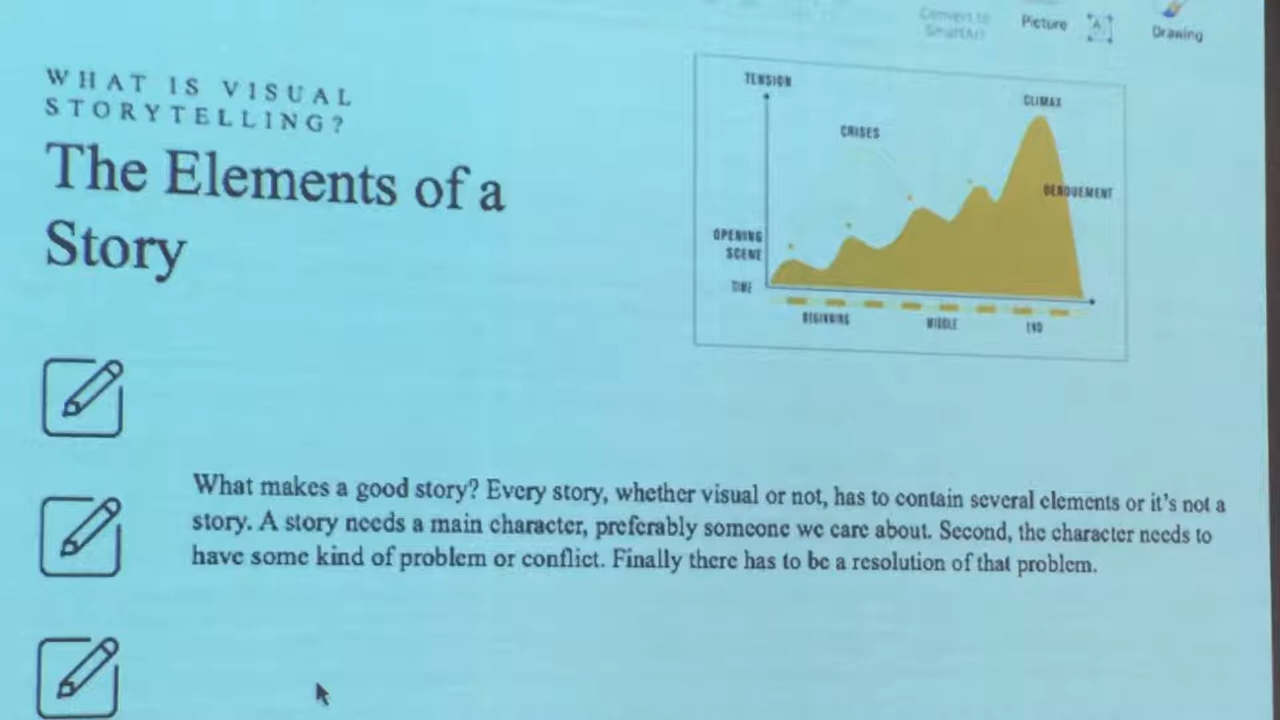 Convert to
SmartArt
Picture
Drawing
WHAT IS VISUAL
STORYTELLING?
The Elements of a
Story
TENSION
CLIMAX
CRISES
DENOUEMENT
OPENING
SCENE
TIME
BEGINNING
MIDDLE
END
What makes a good story? Every story, whether visual or not, has to contain several elements or it's not a
story. A story needs a main character, preferably someone we care about. Second, the character needs to
have some kind of problem or conflict. Finally there has to be a resolution of that problem.